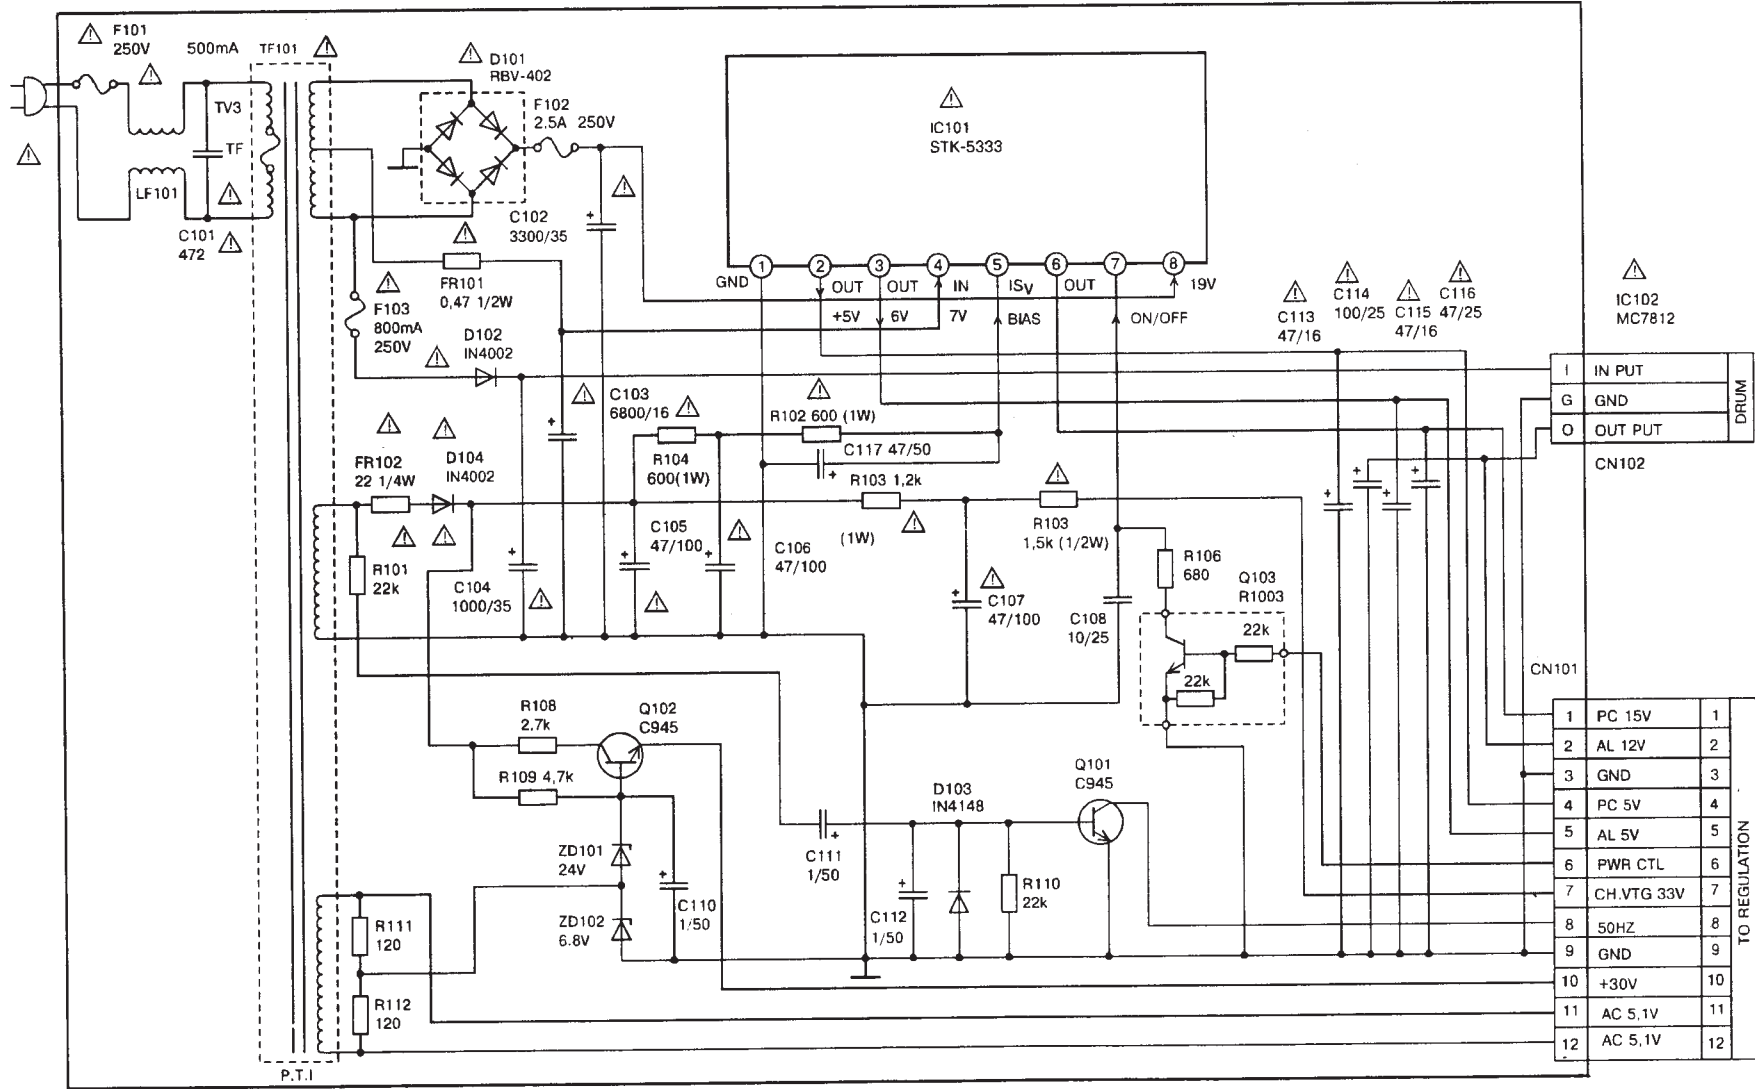 F101
250V
500mA
TF101
TV3
TF
LF101
C101
472
D101
RBV-402
F102
2.5A 250V
C102
3300/35
FR101
0,47 1/2W
F103
800mA
250V
D102
IN4002
IC101
STK-5333
1
2
3
4
5
6
7
8
GND
OUT
OUT
IN
ISV
OUT
19V
+5V
6V
7V
BIAS
ON/OFF
C113
47/16
C114
100/25
C115
47/16
C116
47/25
IC102
MC7812
I
IN PUT
G
GND
O
OUT PUT
DRUM
CN102
C103
6800/16
R102 600 (1W)
R104
600(1W)
C117 47/50
FR102
22 1/4W
D104
IN4002
R103 1,2k
(1W)
R103
1,5k (1/2W)
R101
22k
C104
1000/35
C105
47/100
C106
47/100
C107
47/100
C108
10/25
R106
680
Q103
R1003
22k
22k
CN101
R108
2,7k
Q102
C945
R109 4,7k
ZD101
24V
ZD102
6.8V
C110
1/50
C111
1/50
D103
IN4148
Q101
C945
C112
1/50
R110
22k
R111
120
R112
120
P.T.I
1 PC 15V 1
2 AL 12V 2
3 GND 3
4 PC 5V 4
5 AL 5V 5
6 PWR CTL 6
7 CH.VTG 33V 7
8 50HZ 8
9 GND 9
10 +30V 10
11 AC 5,1V 11
12 AC 5,1V 12
TO REGULATION